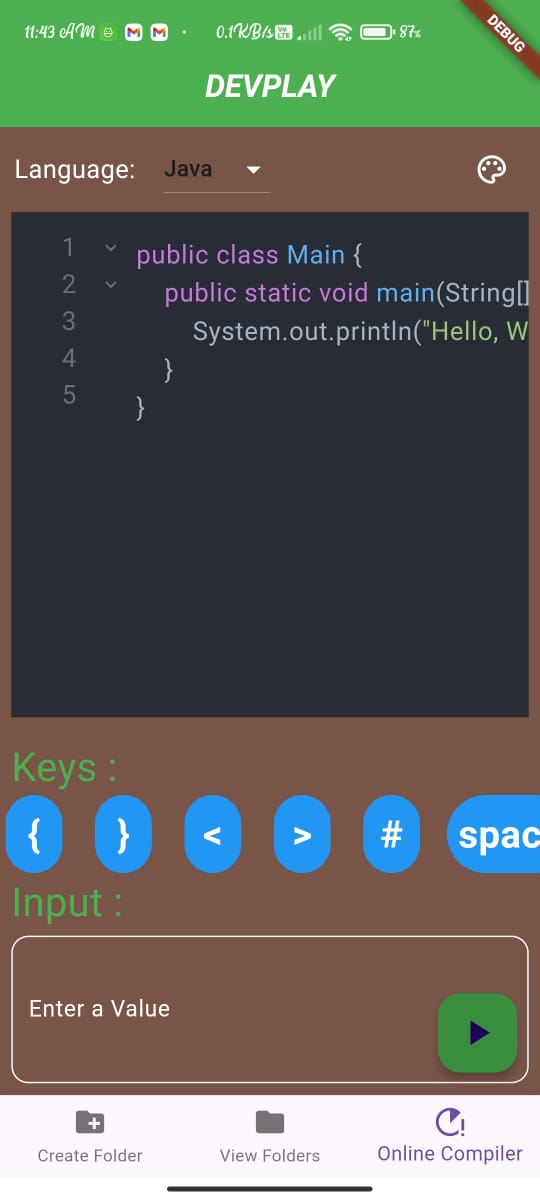 11:43 AM 0.1KB/s Vo LTE 87%
DEBUG
DEVPLAY
Language: Java
1 public class Main {
2 public static void main(String[]
3 System.out.println("Hello, W
4 }
5 }
Keys :
{ } < > # spac
Input :
Enter a Value
Create Folder View Folders Online Compiler